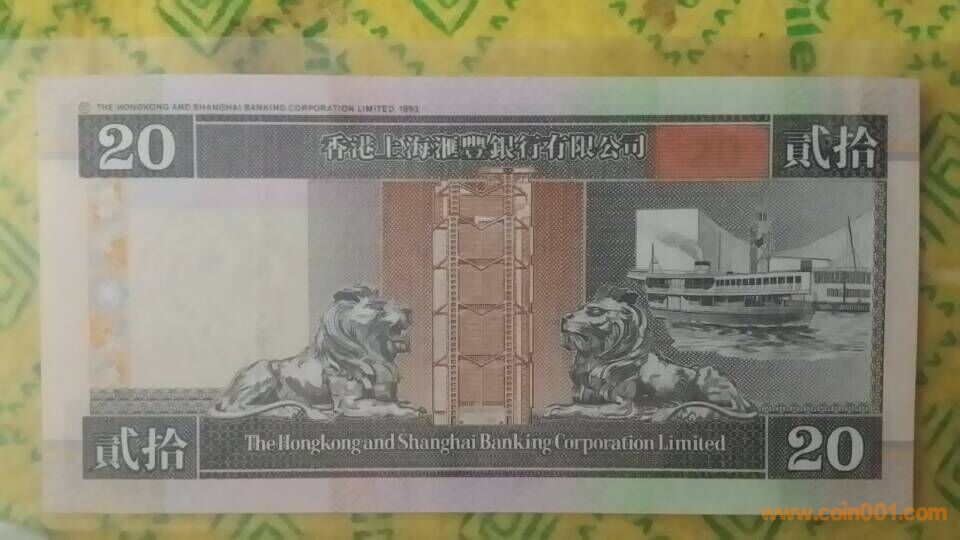 © THE HONGKONG AND SHANGHAI BANKING CORPORATION LIMITED 1993
20 香港上海滙豐銀行有限公司 貳拾
貳拾 The Hongkong and Shanghai Banking Corporation Limited 20
www.coin001.com